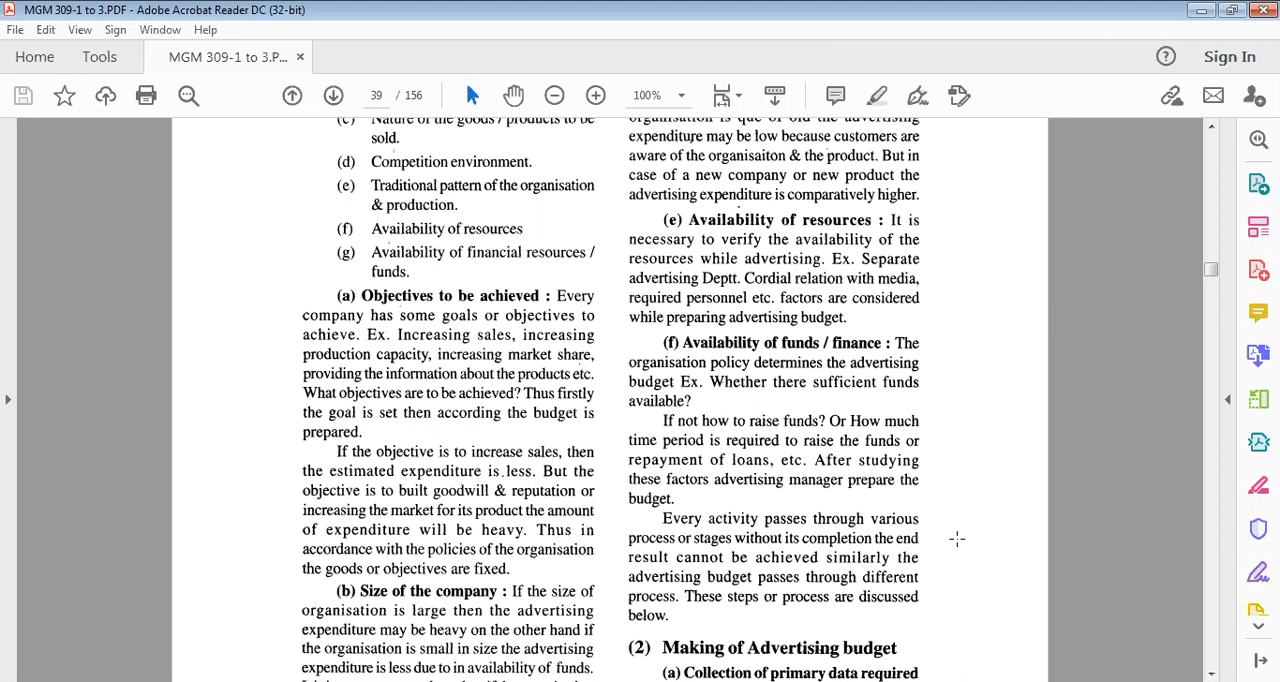 MGM 309-1 to 3.PDF - Adobe Acrobat Reader DC (32-bit)
File Edit View Sign Window Help
Home Tools MGM 309-1 to 3.P... × Sign In
39 / 156 100%
(c) Nature of the goods / products to be
sold.
(d) Competition environment.
(e) Traditional pattern of the organisation
& production.
(f) Availability of resources
(g) Availability of financial resources /
funds.
(a) Objectives to be achieved : Every
company has some goals or objectives to
achieve. Ex. Increasing sales, increasing
production capacity, increasing market share,
providing the information about the products etc.
What objectives are to be achieved? Thus firstly
the goal is set then according the budget is
prepared.
If the objective is to increase sales, then
the estimated expenditure is less. But the
objective is to built goodwill & reputation or
increasing the market for its product the amount
of expenditure will be heavy. Thus in
accordance with the policies of the organisation
the goods or objectives are fixed.
(b) Size of the company : If the size of
organisation is large then the advertising
expenditure may be heavy on the other hand if
the organisation is small in size the advertising
expenditure is less due to in availability of funds.
organisation is que of old the advertising
expenditure may be low because customers are
aware of the organisaiton & the product. But in
case of a new company or new product the
advertising expenditure is comparatively higher.
(e) Availability of resources : It is
necessary to verify the availability of the
resources while advertising. Ex. Separate
advertising Deptt. Cordial relation with media,
required personnel etc. factors are considered
while preparing advertising budget.
(f) Availability of funds / finance : The
organisation policy determines the advertising
budget Ex. Whether there sufficient funds
available?
If not how to raise funds? Or How much
time period is required to raise the funds or
repayment of loans, etc. After studying
these factors advertising manager prepare the
budget.
Every activity passes through various
process or stages without its completion the end
result cannot be achieved similarly the
advertising budget passes through different
process. These steps or process are discussed
below.
(2) Making of Advertising budget
(a) Collection of primary data required